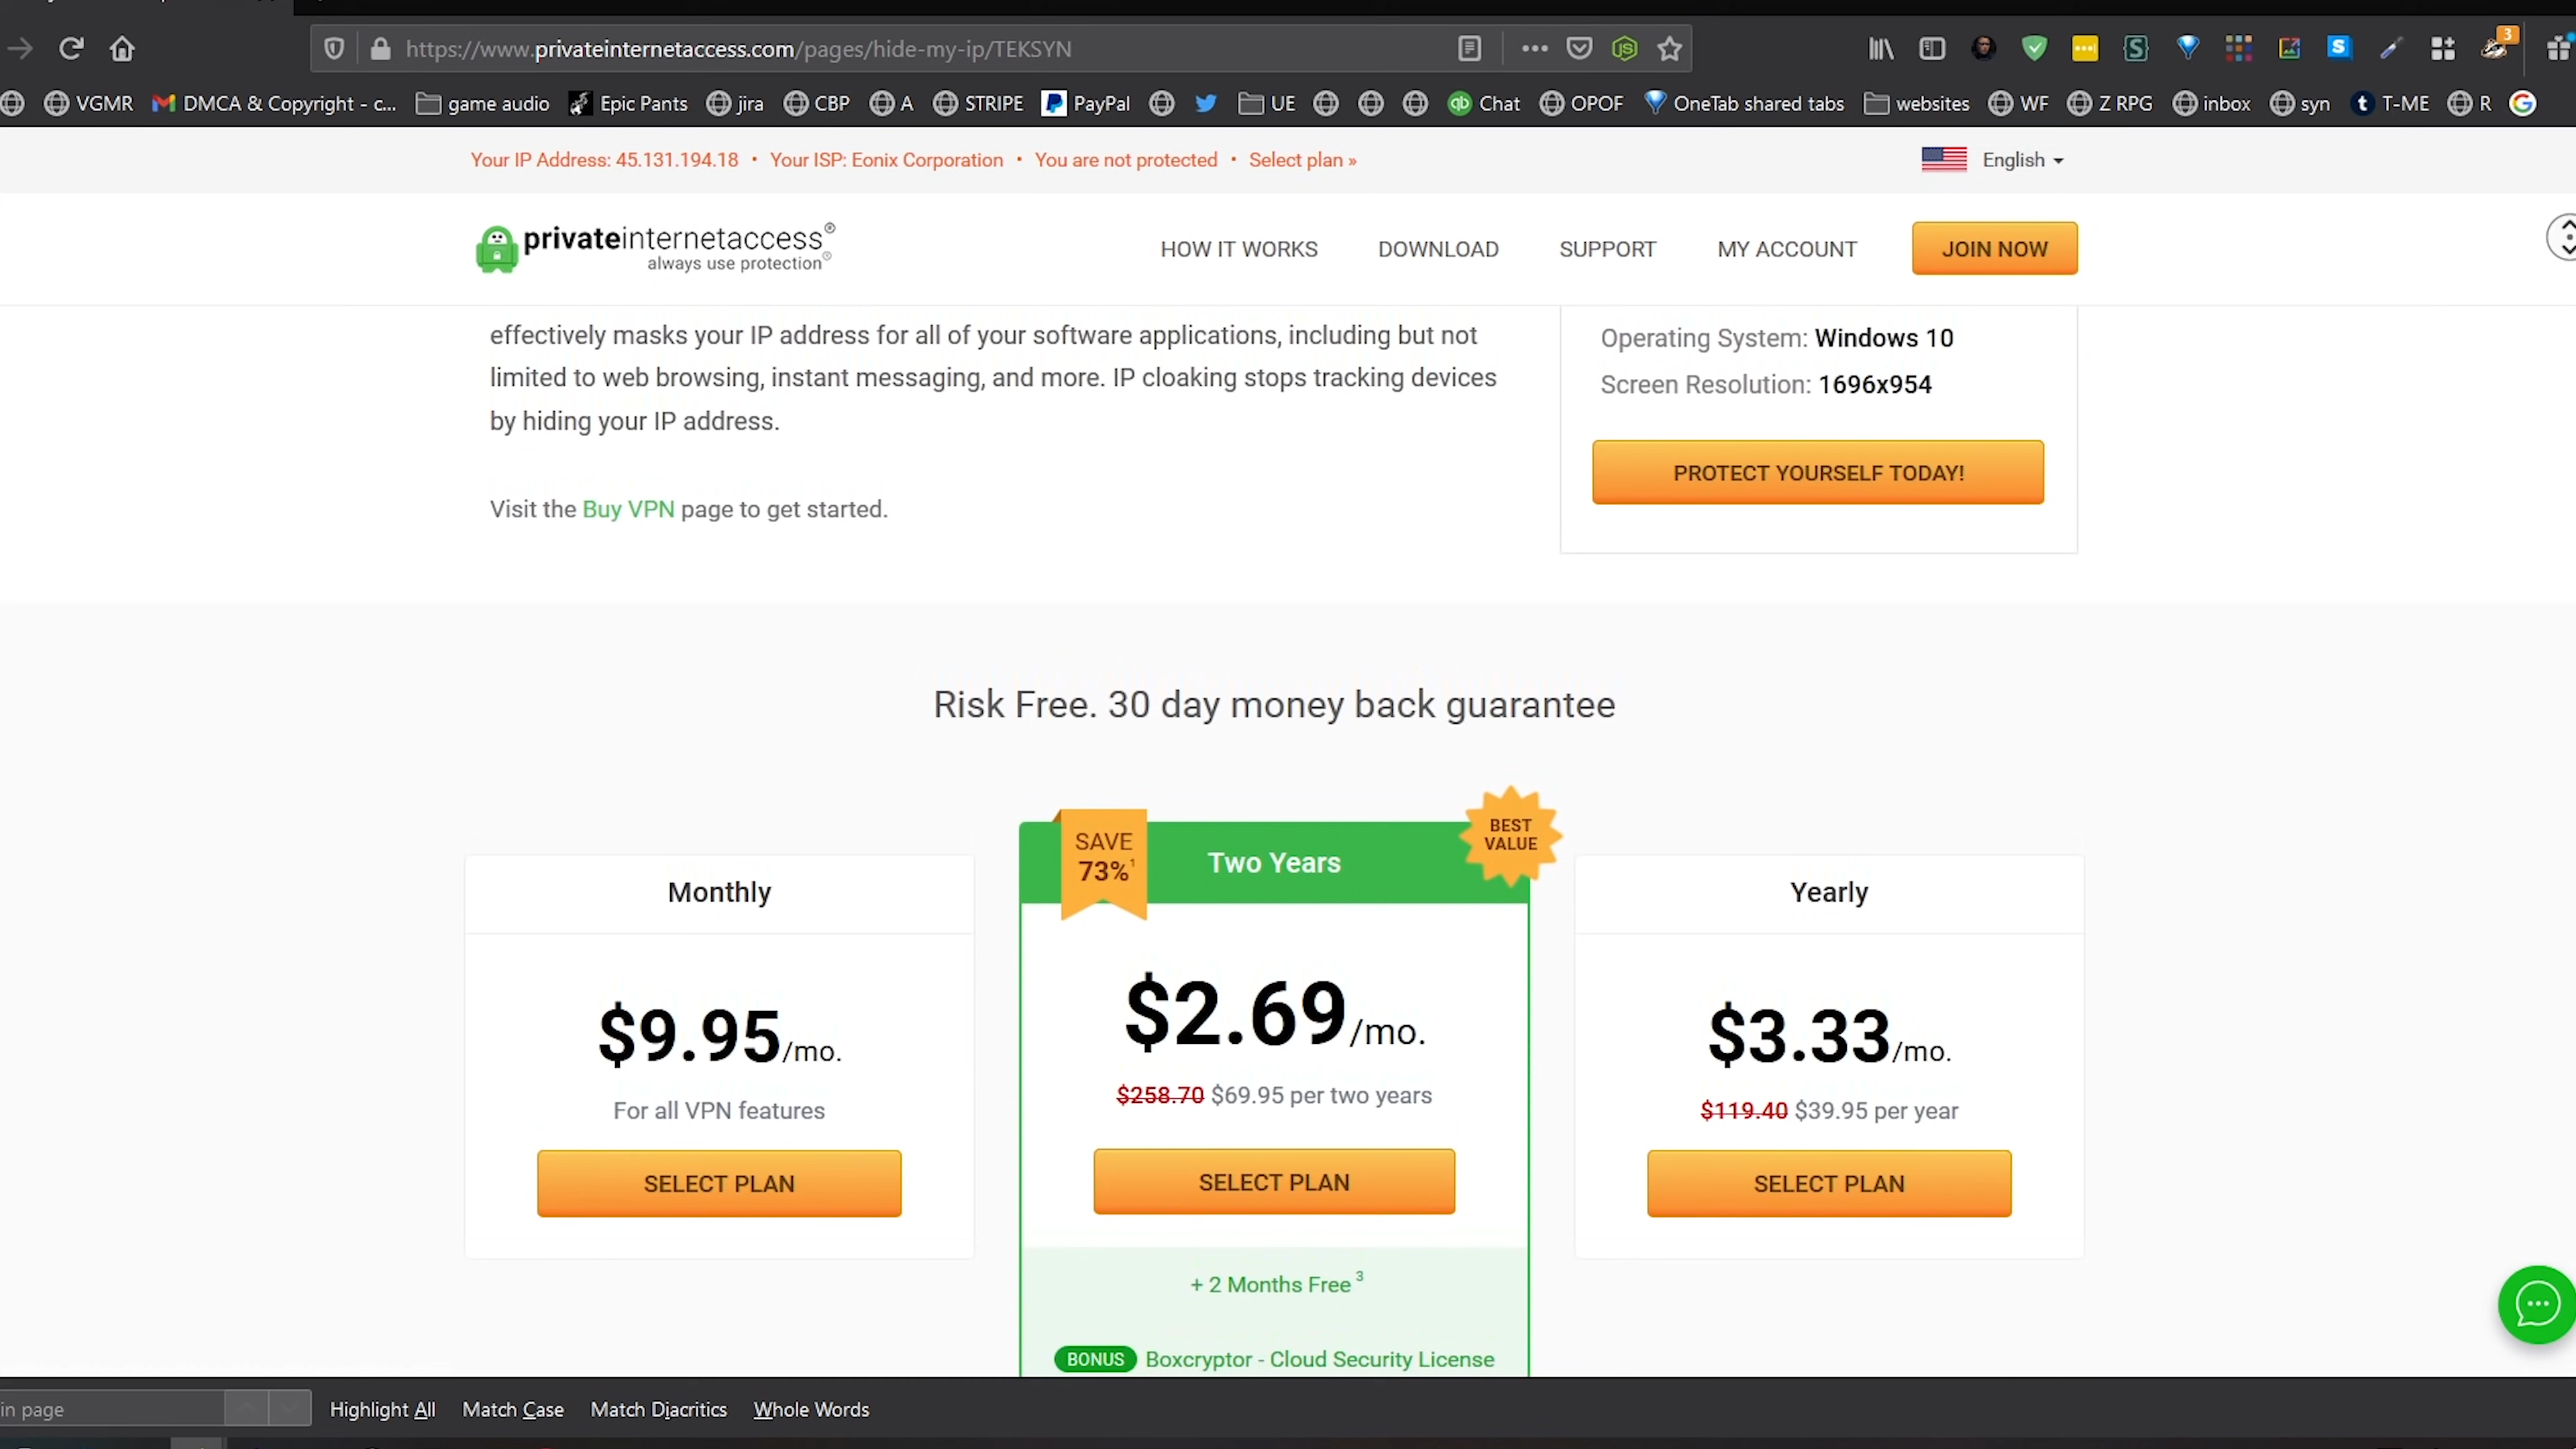 https://www.privateinternetaccess.com/pages/hide-my-ip/TEKSYN
3
VGMR
DMCA & Copyright - c...
game audio
Epic Pants
jira
CBP
A
STRIPE
PayPal
UE
Chat
OPOF
OneTab shared tabs
websites
WF
Z RPG
inbox
syn
T-ME
R
Your IP Address: 45.131.194.18 • Your ISP: Eonix Corporation • You are not protected • Select plan »
English
privateinternetaccess®
always use protection®
HOW IT WORKS
DOWNLOAD
SUPPORT
MY ACCOUNT
JOIN NOW
effectively masks your IP address for all of your software applications, including but not
limited to web browsing, instant messaging, and more. IP cloaking stops tracking devices
by hiding your IP address.
Visit the Buy VPN page to get started.
Operating System: Windows 10
Screen Resolution: 1696x954
PROTECT YOURSELF TODAY!
Risk Free. 30 day money back guarantee
Monthly
$9.95/mo.
For all VPN features
SELECT PLAN
SAVE
73%¹
Two Years
BEST
VALUE
$2.69/mo.
$258.70 $69.95 per two years
SELECT PLAN
+ 2 Months Free ³
BONUS Boxcryptor - Cloud Security License
Yearly
$3.33/mo.
$119.40 $39.95 per year
SELECT PLAN
in page
Highlight All
Match Case
Match Diacritics
Whole Words